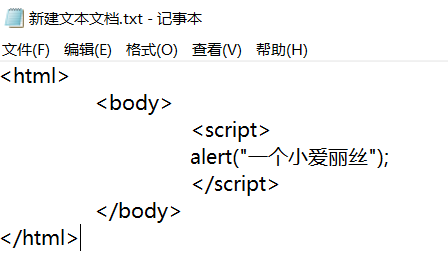 新建文本文档.txt - 记事本
文件(F) 编辑(E) 格式(O) 查看(V) 帮助(H)
<html>
<body>
<script>
alert("一个小爱丽丝");
</script>
</body>
</html>